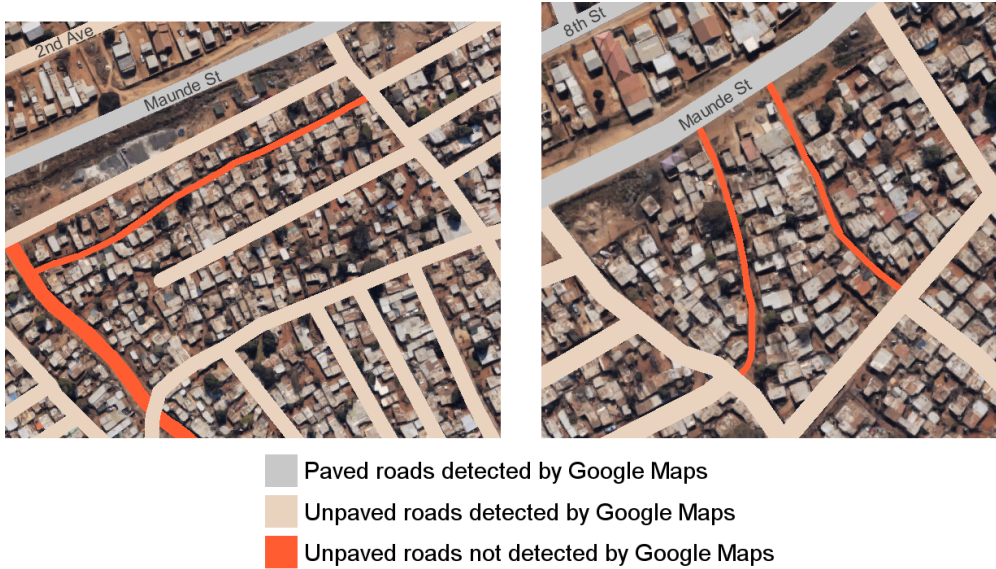 2nd Ave
Maunde St
8th St
Maunde St
Paved roads detected by Google Maps
Unpaved roads detected by Google Maps
Unpaved roads not detected by Google Maps